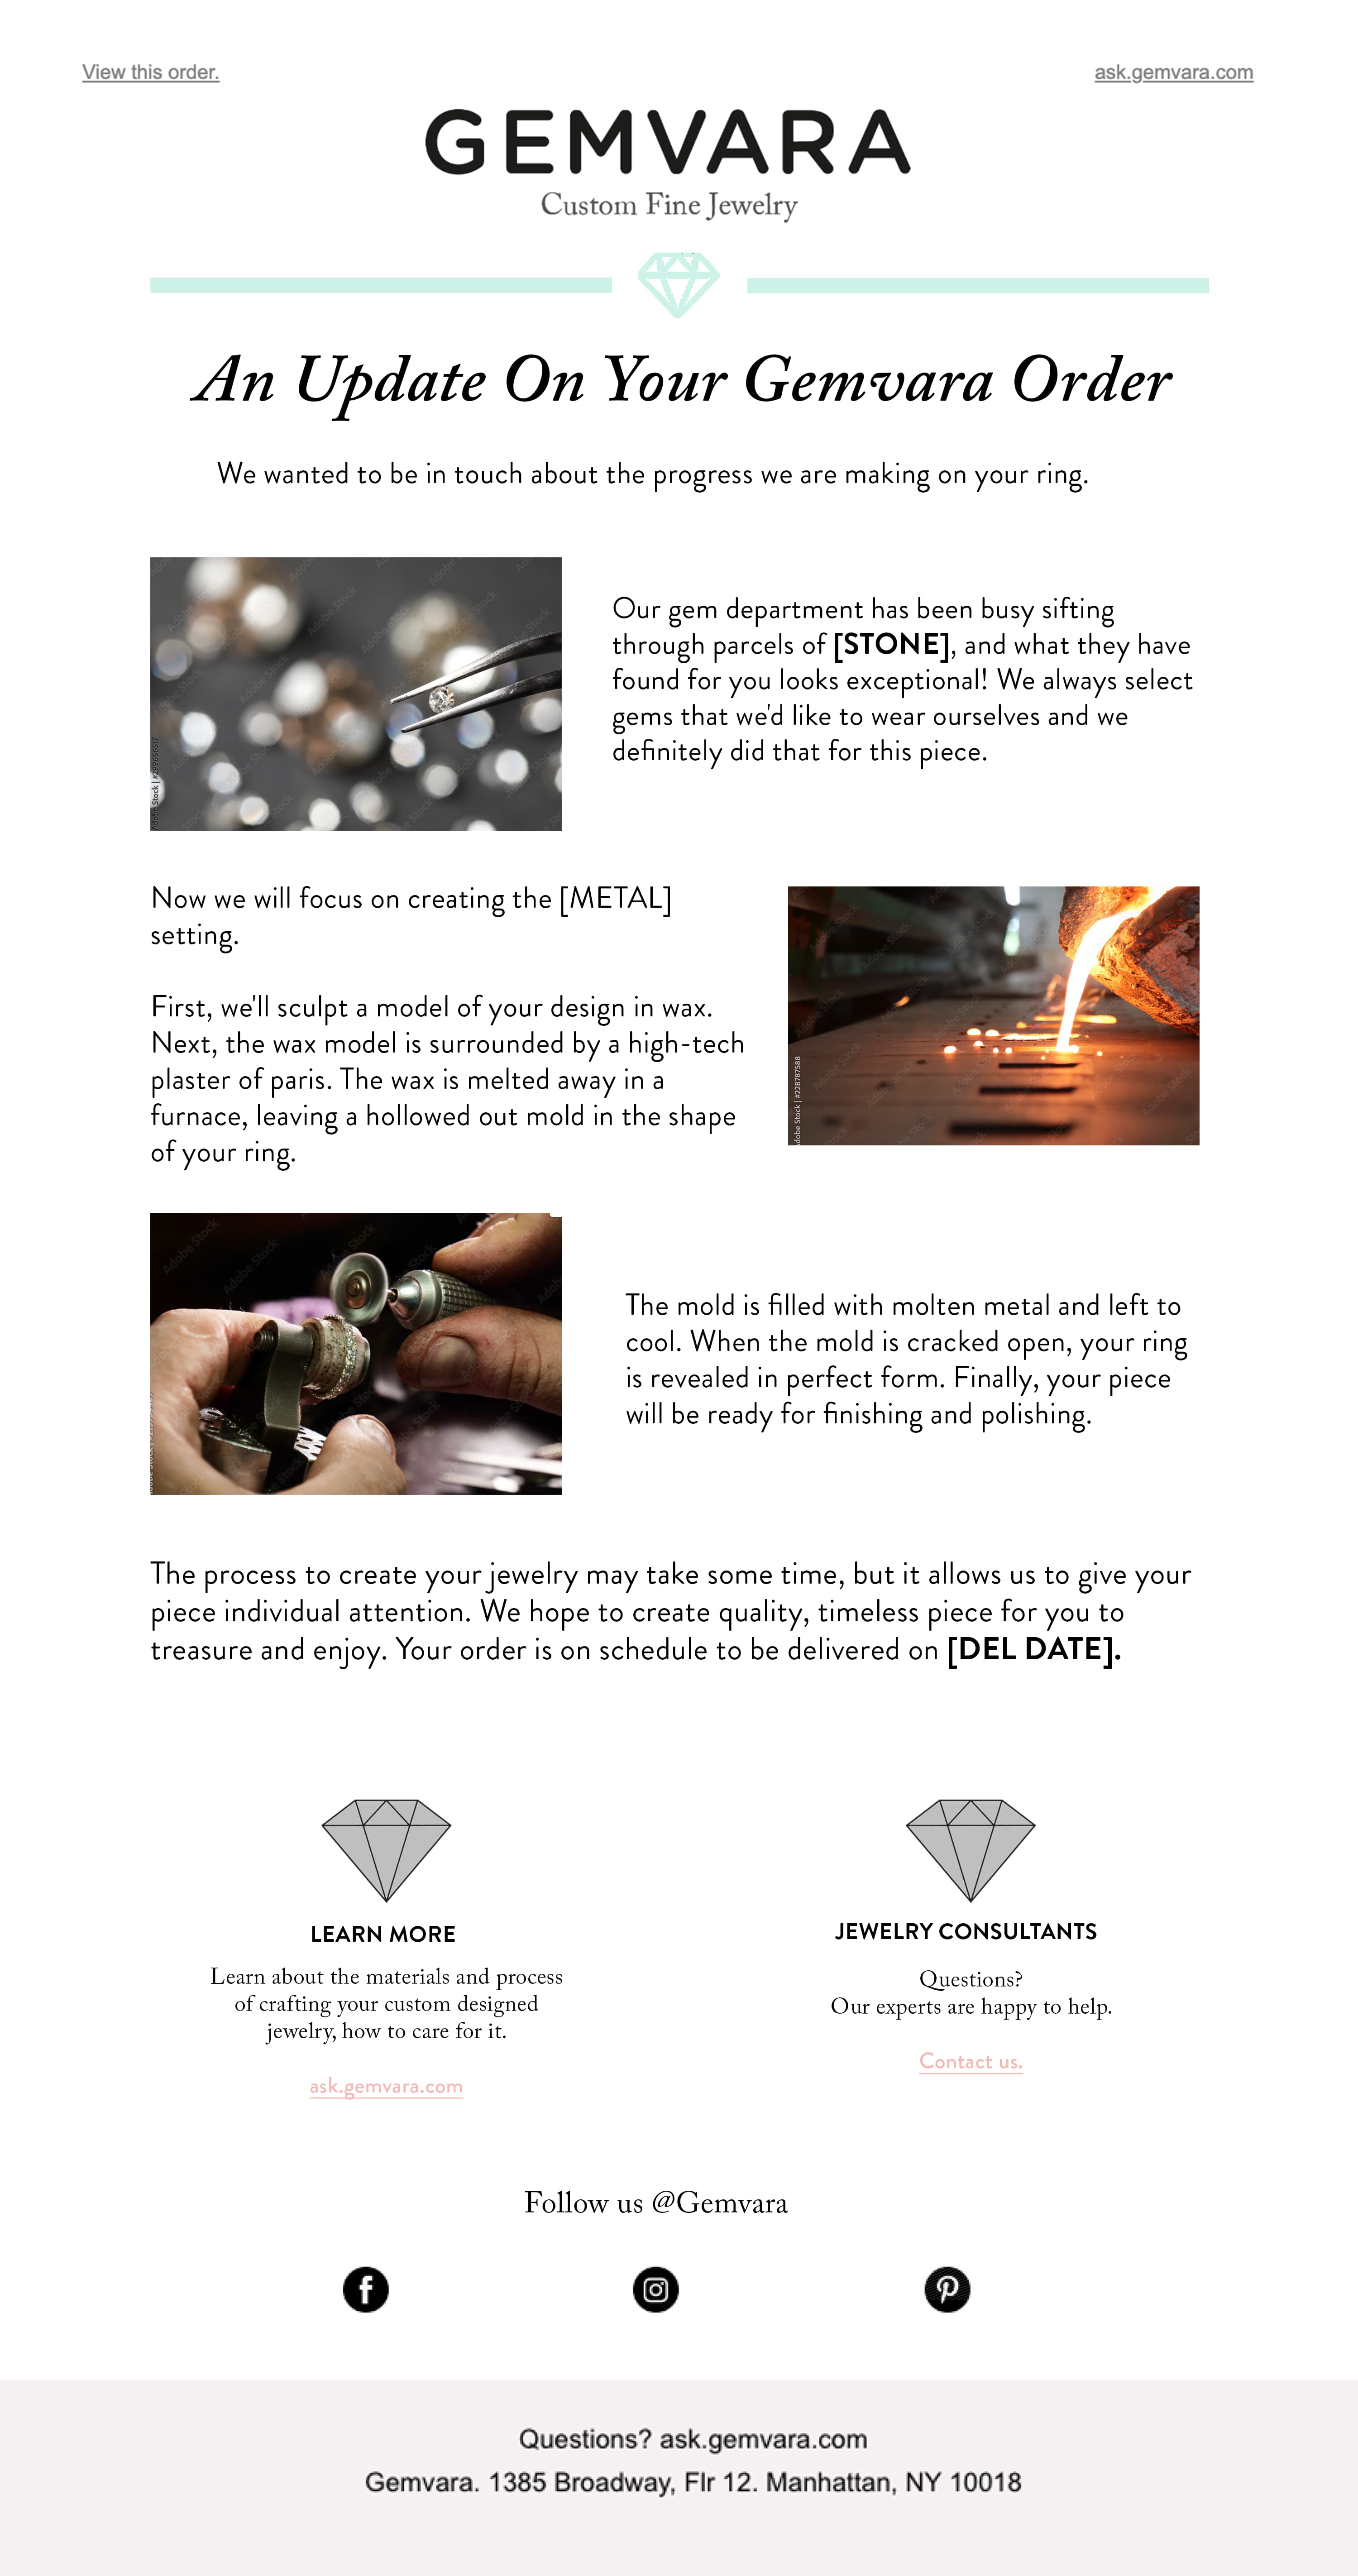 View this order.
ask.gemvara.com
GEMVARA
Custom Fine Jewelry
An Update On Your Gemvara Order
We wanted to be in touch about the progress we are making on your ring.
Our gem department has been busy sifting
through parcels of [STONE], and what they have
found for you looks exceptional! We always select
gems that we'd like to wear ourselves and we
definitely did that for this piece.
Adobe Stock | #299656517
Now we will focus on creating the [METAL]
setting.
First, we'll sculpt a model of your design in wax.
Next, the wax model is surrounded by a high-tech
plaster of paris. The wax is melted away in a
furnace, leaving a hollowed out mold in the shape
of your ring.
Adobe Stock | #228787588
Adobe Stock
Adobe Stock
The mold is filled with molten metal and left to
cool. When the mold is cracked open, your ring
is revealed in perfect form. Finally, your piece
will be ready for finishing and polishing.
The process to create your jewelry may take some time, but it allows us to give your
piece individual attention. We hope to create quality, timeless piece for you to
treasure and enjoy. Your order is on schedule to be delivered on [DEL DATE].
LEARN MORE
Learn about the materials and process
of crafting your custom designed
jewelry, how to care for it.
ask.gemvara.com
JEWELRY CONSULTANTS
Questions?
Our experts are happy to help.
Contact us.
Follow us @Gemvara
Questions? ask.gemvara.com
Gemvara. 1385 Broadway, Flr 12. Manhattan, NY 10018